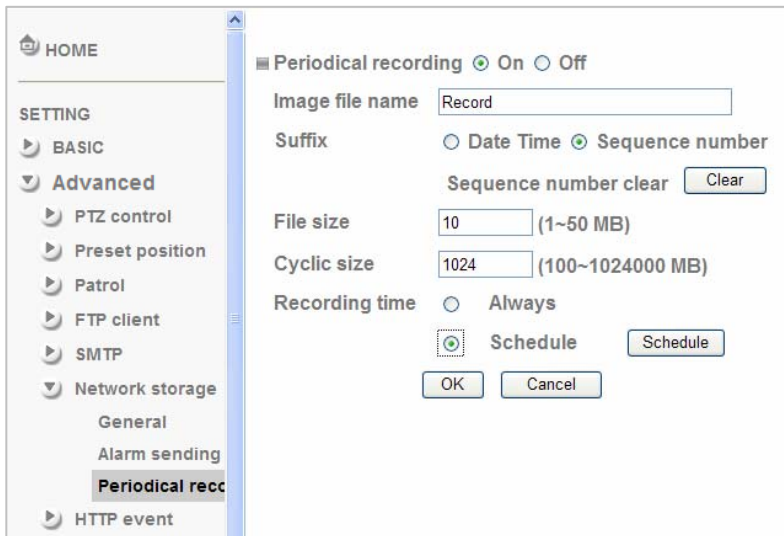 HOME
SETTING
BASIC
Advanced
PTZ control
Preset position
Patrol
FTP client
SMTP
Network storage
General
Alarm sending
Periodical reco
HTTP event
Periodical recording On Off
Image file name Record
Suffix Date Time Sequence number
Sequence number clear Clear
File size 10 (1~50 MB)
Cyclic size 1024 (100~1024000 MB)
Recording time Always
Schedule Schedule
OK Cancel